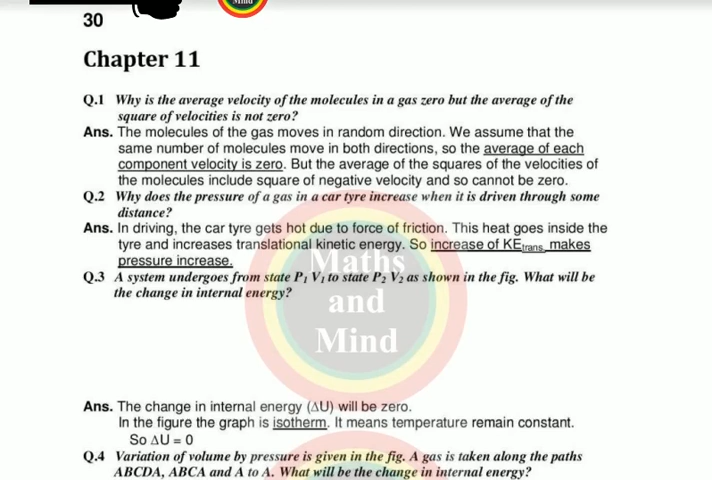 Mind
30
Chapter 11
Q.1 Why is the average velocity of the molecules in a gas zero but the average of the
square of velocities is not zero?
Ans. The molecules of the gas moves in random direction. We assume that the
same number of molecules move in both directions, so the average of each
component velocity is zero. But the average of the squares of the velocities of
the molecules include square of negative velocity and so cannot be zero.
Q.2 Why does the pressure of a gas in a car tyre increase when it is driven through some
distance?
Ans. In driving, the car tyre gets hot due to force of friction. This heat goes inside the
tyre and increases translational kinetic energy. So increase of KEtrans. makes
pressure increase.
Q.3 A system undergoes from state P₁ V₁ to state P₂ V₂ as shown in the fig. What will be
the change in internal energy?
Maths
and
Mind
Ans. The change in internal energy (ΔU) will be zero.
In the figure the graph is isotherm. It means temperature remain constant.
So ΔU = 0
Q.4 Variation of volume by pressure is given in the fig. A gas is taken along the paths
ABCDA, ABCA and A to A. What will be the change in internal energy?